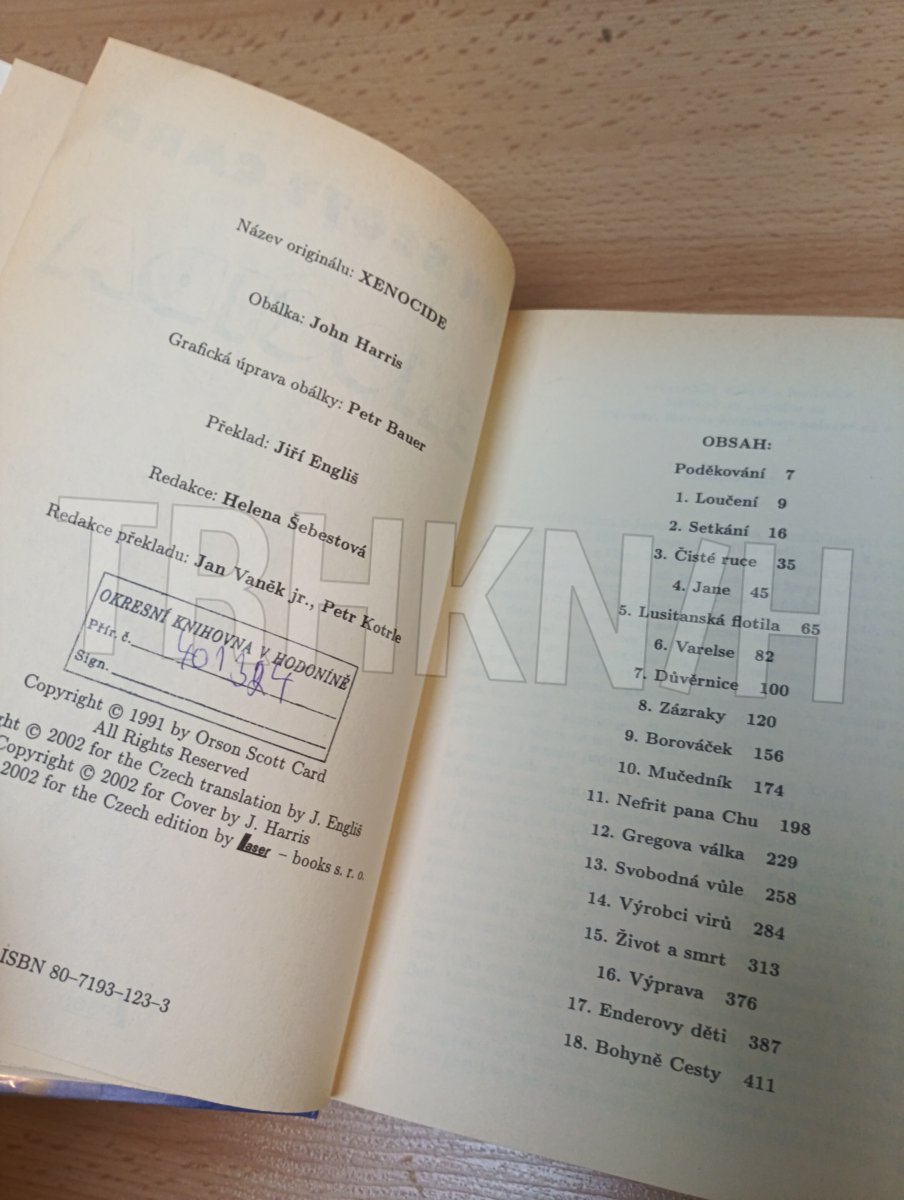 Název originálu: XENOCIDE
Obálka: John Harris
Grafická úprava obálky: Petr Bauer
Překlad: Jiří Engliš
Redakce: Helena Šebestová
Redakce překladu: Jan Vaněk jr., Petr Kotrle
OKRESNÍ KNIHOVNA V HODONÍNĚ
Přír. č.
Sign.
Copyright © 1991 by Orson Scott Card
All Rights Reserved
© 2002 for the Czech translation by J. Engliš
Copyright © 2002 for Cover by J. Harris
2002 for the Czech edition by Laser – books s. r. o.
ISBN 80–7193–123–3
OBSAH:
Poděkování 7
1. Loučení 9
2. Setkání 16
3. Čisté ruce 35
4. Jane 45
5. Lusitanská flotila 65
6. Varelse 82
7. Důvěrnice 100
8. Zázraky 120
9. Borováček 156
10. Mučedník 174
11. Nefrit pana Chu 198
12. Gregova válka 229
13. Svobodná vůle 258
14. Výrobci virů 284
15. Život a smrt 313
16. Výprava 376
17. Enderovy děti 387
18. Bohyně Cesty 411
TBHKNVH